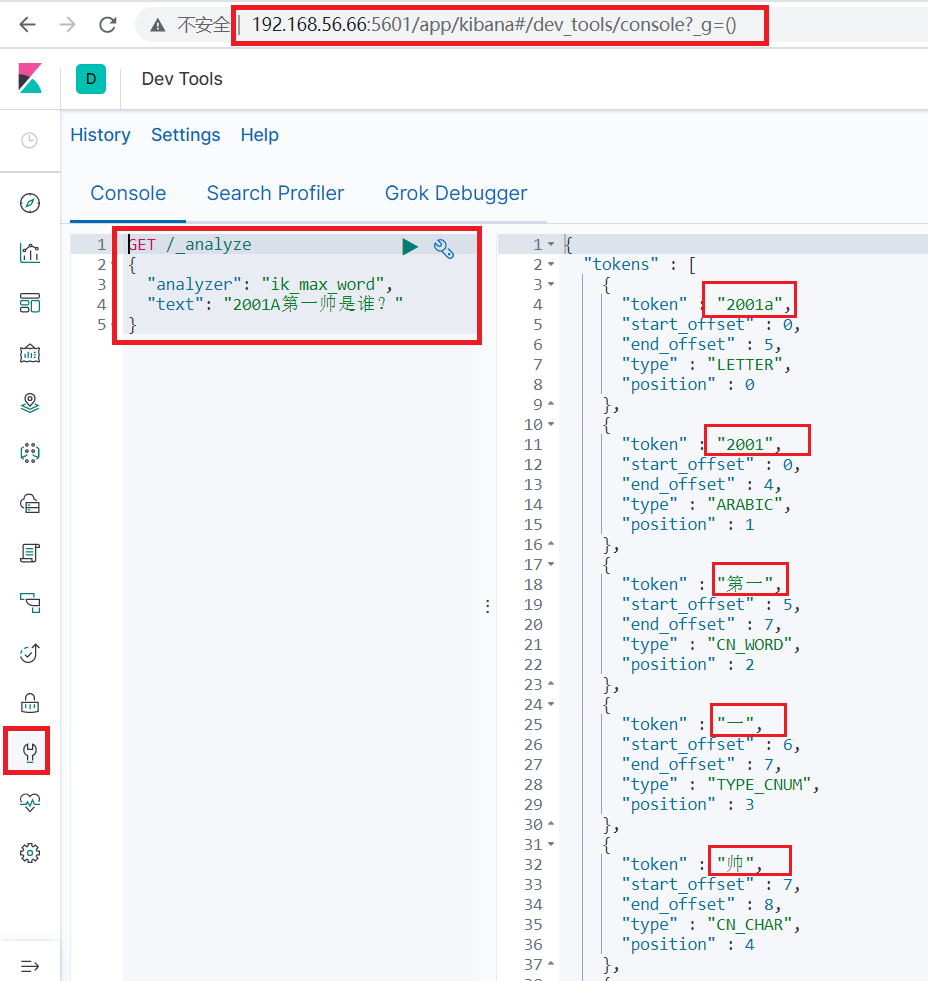 不安全 | 192.168.56.66:5601/app/kibana#/dev_tools/console?_g=()
D Dev Tools
History Settings Help
Console Search Profiler Grok Debugger
1 GET /_analyze
2 {
3 "analyzer": "ik_max_word",
4 "text": "2001A第一帅是谁？"
5 }
1 {
2 "tokens" : [
3 {
4 "token" : "2001a",
5 "start_offset" : 0,
6 "end_offset" : 5,
7 "type" : "LETTER",
8 "position" : 0
9 },
10 {
11 "token" : "2001",
12 "start_offset" : 0,
13 "end_offset" : 4,
14 "type" : "ARABIC",
15 "position" : 1
16 },
17 {
18 "token" : "第一",
19 "start_offset" : 5,
20 "end_offset" : 7,
21 "type" : "CN_WORD",
22 "position" : 2
23 },
24 {
25 "token" : "一",
26 "start_offset" : 6,
27 "end_offset" : 7,
28 "type" : "TYPE_CNUM",
29 "position" : 3
30 },
31 {
32 "token" : "帅",
33 "start_offset" : 7,
34 "end_offset" : 8,
35 "type" : "CN_CHAR",
36 "position" : 4
37 },